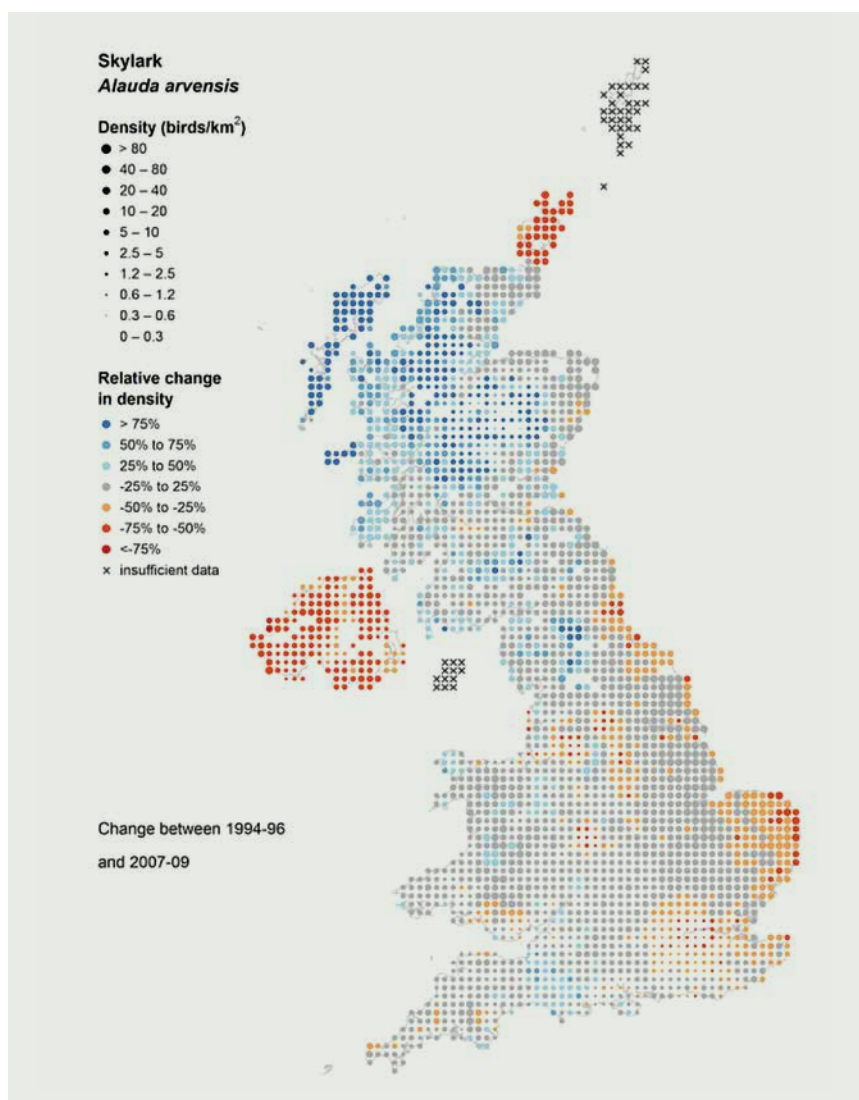 Skylark
Alauda arvensis
Density (birds/km²)
> 80
40 – 80
20 – 40
10 – 20
5 – 10
2.5 – 5
1.2 – 2.5
0.6 – 1.2
0.3 – 0.6
0 – 0.3
Relative change
in density
> 75%
50% to 75%
25% to 50%
-25% to 25%
-50% to -25%
-75% to -50%
<-75%
x insufficient data
Change between 1994-96
and 2007-09